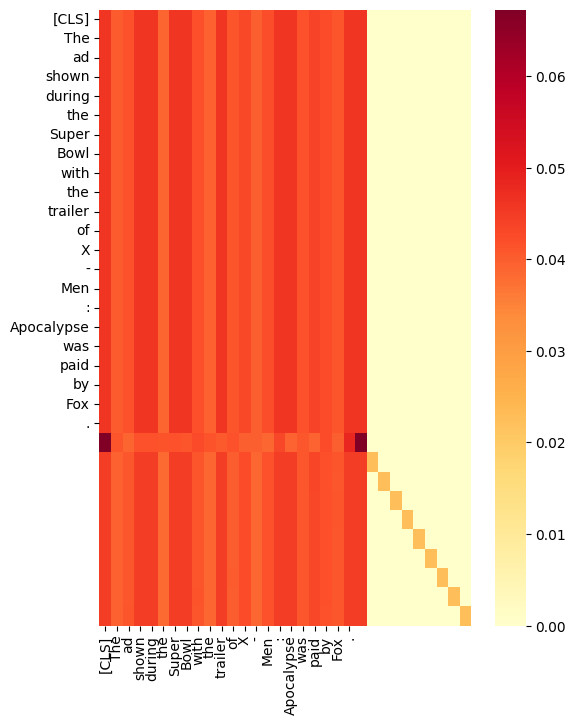 [CLS]
The
ad
shown
during
the
Super
Bowl
with
the
trailer
of
X
-
Men
:
Apocalypse
was
paid
by
Fox
.
0.06
0.05
0.04
0.03
0.02
0.01
0.00
[CLS]
The
ad
shown
during
the
Super
Bowl
with
the
trailer
of
X
-
Men
:
Apocalypse
was
paid
by
Fox
.